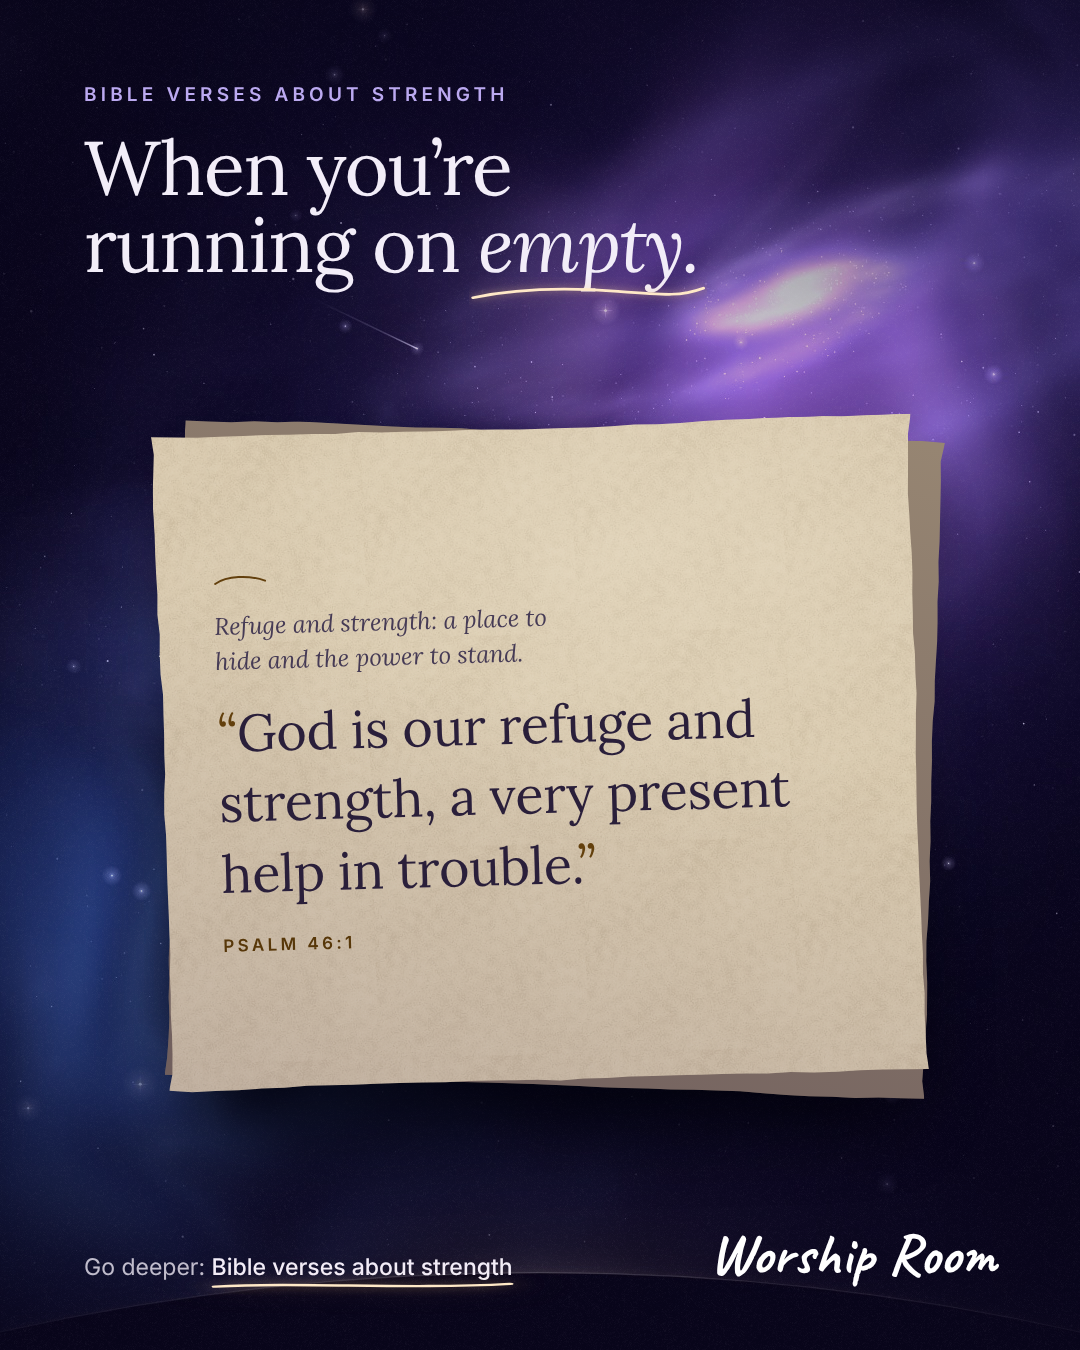 BIBLE VERSES ABOUT STRENGTH
When you’re
running on empty.
Refuge and strength: a place to
hide and the power to stand.
“God is our refuge and
strength, a very present
help in trouble.”
PSALM 46:1
Go deeper: Bible verses about strength
Worship Room